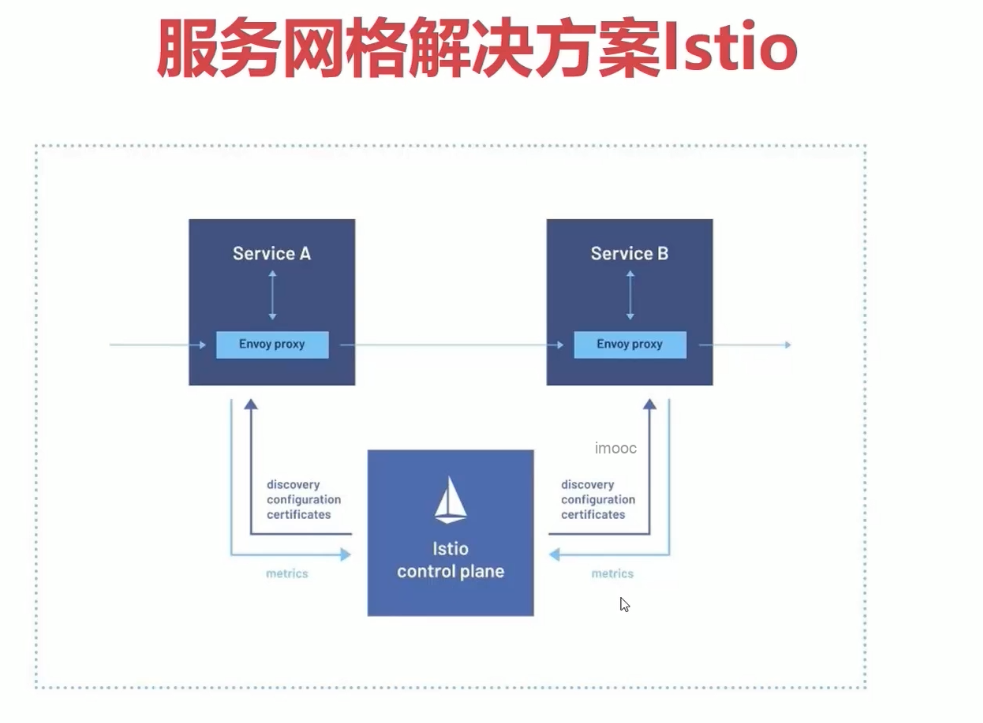 服务网格解决方案Istio
Service A
Service B
Envoy proxy
Envoy proxy
imooc
discovery
configuration
certificates
discovery
configuration
certificates
Istio
control plane
metrics
metrics